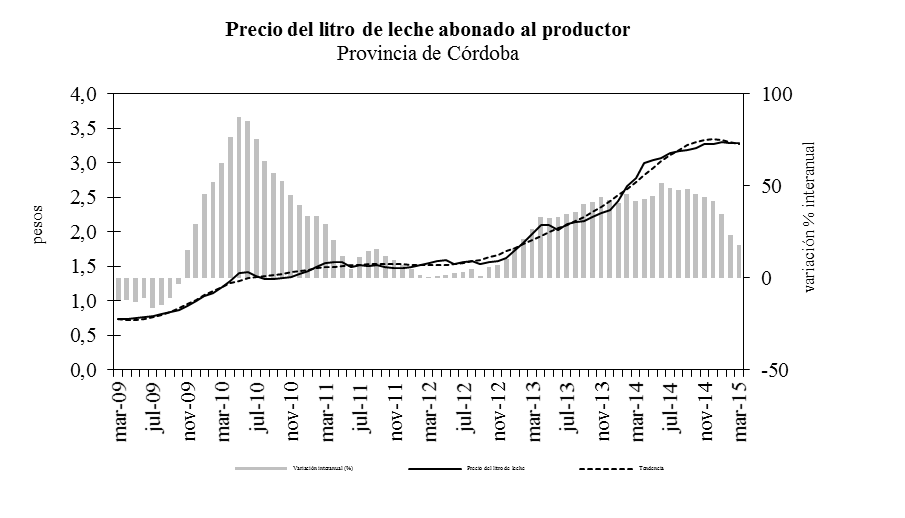 Precio del litro de leche abonado al productor
Provincia de Córdoba
4,0
3,5
3,0
2,5
2,0
1,5
1,0
0,5
0,0
pesos
100
50
0
-50
variación % interanual
mar-09
jul-09
nov-09
mar-10
jul-10
nov-10
mar-11
jul-11
nov-11
mar-12
jul-12
nov-12
mar-13
jul-13
nov-13
mar-14
jul-14
nov-14
mar-15
Variación interanual (%)
Precio del litro de leche
Tendencia